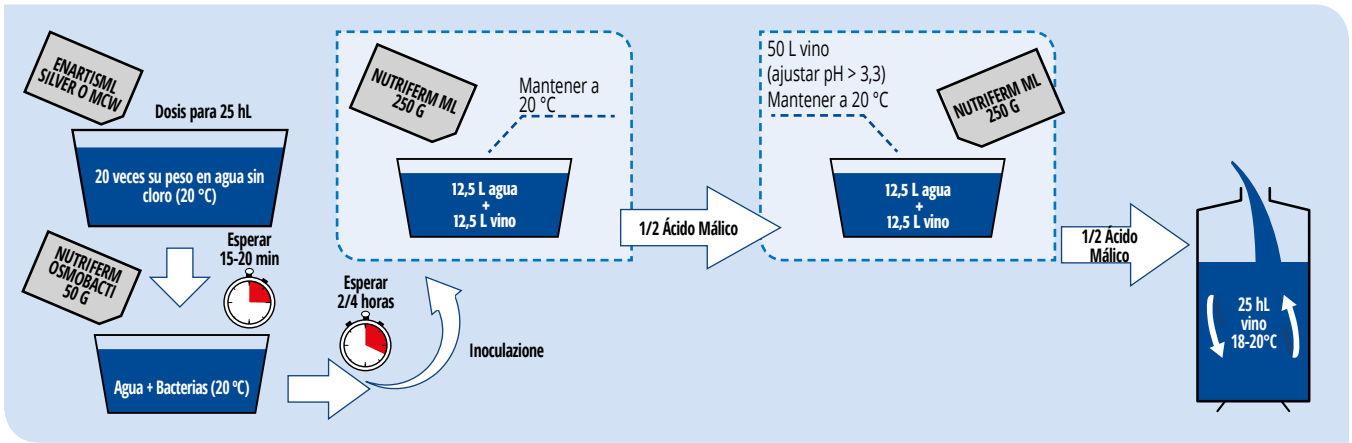 ENARTISML
SILVER O MCW
Dosis para 25 hL
20 veces su peso en agua sin
cloro (20 °C)
Esperar
15-20 min
NUTRIFERM
OSMOBACTI
50 G
Agua + Bacterias (20 °C)
Esperar
2/4 horas
Inoculazione
NUTRIFERM ML
250 G
Mantener a
20 °C
12,5 L agua
+
12,5 L vino
1/2 Ácido Málico
50 L vino
(ajustar pH > 3,3)
Mantener a 20 °C
NUTRIFERM ML
250 G
12,5 L agua
+
12,5 L vino
1/2 Ácido
Málico
25 hL
vino
18-20°C